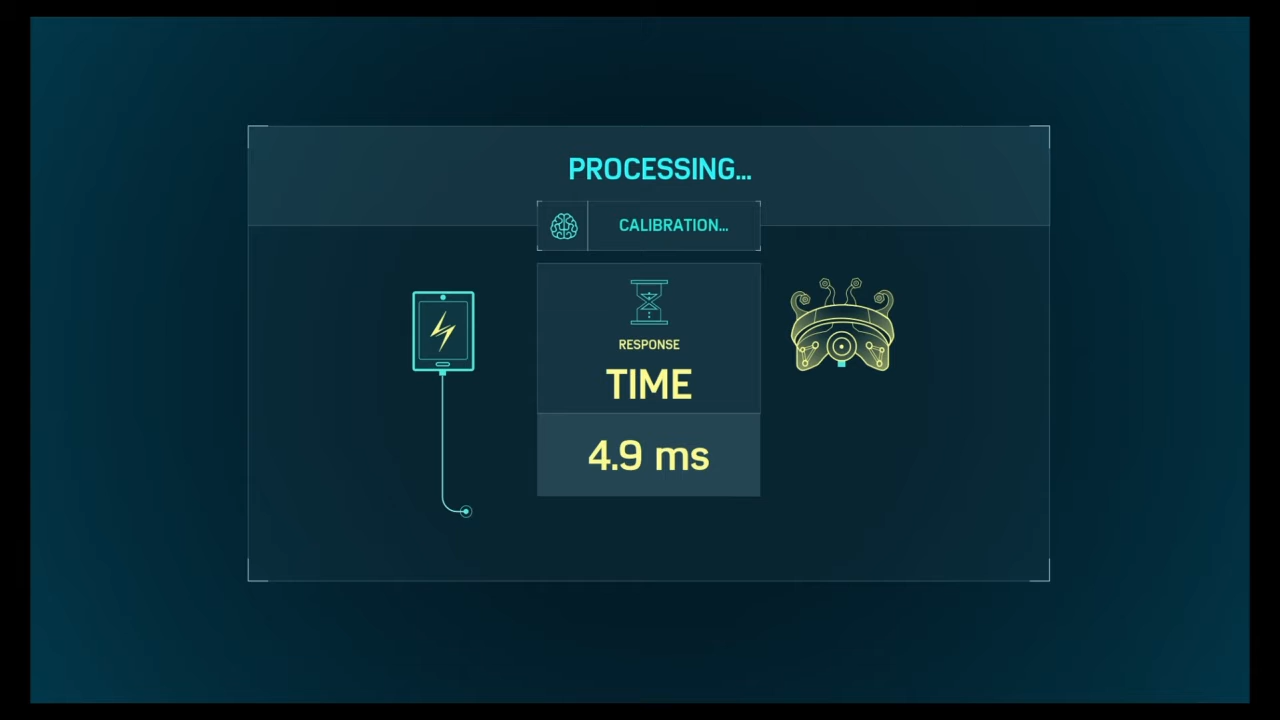 PROCESSING...
CALIBRATION...
RESPONSE
TIME
4.9 ms